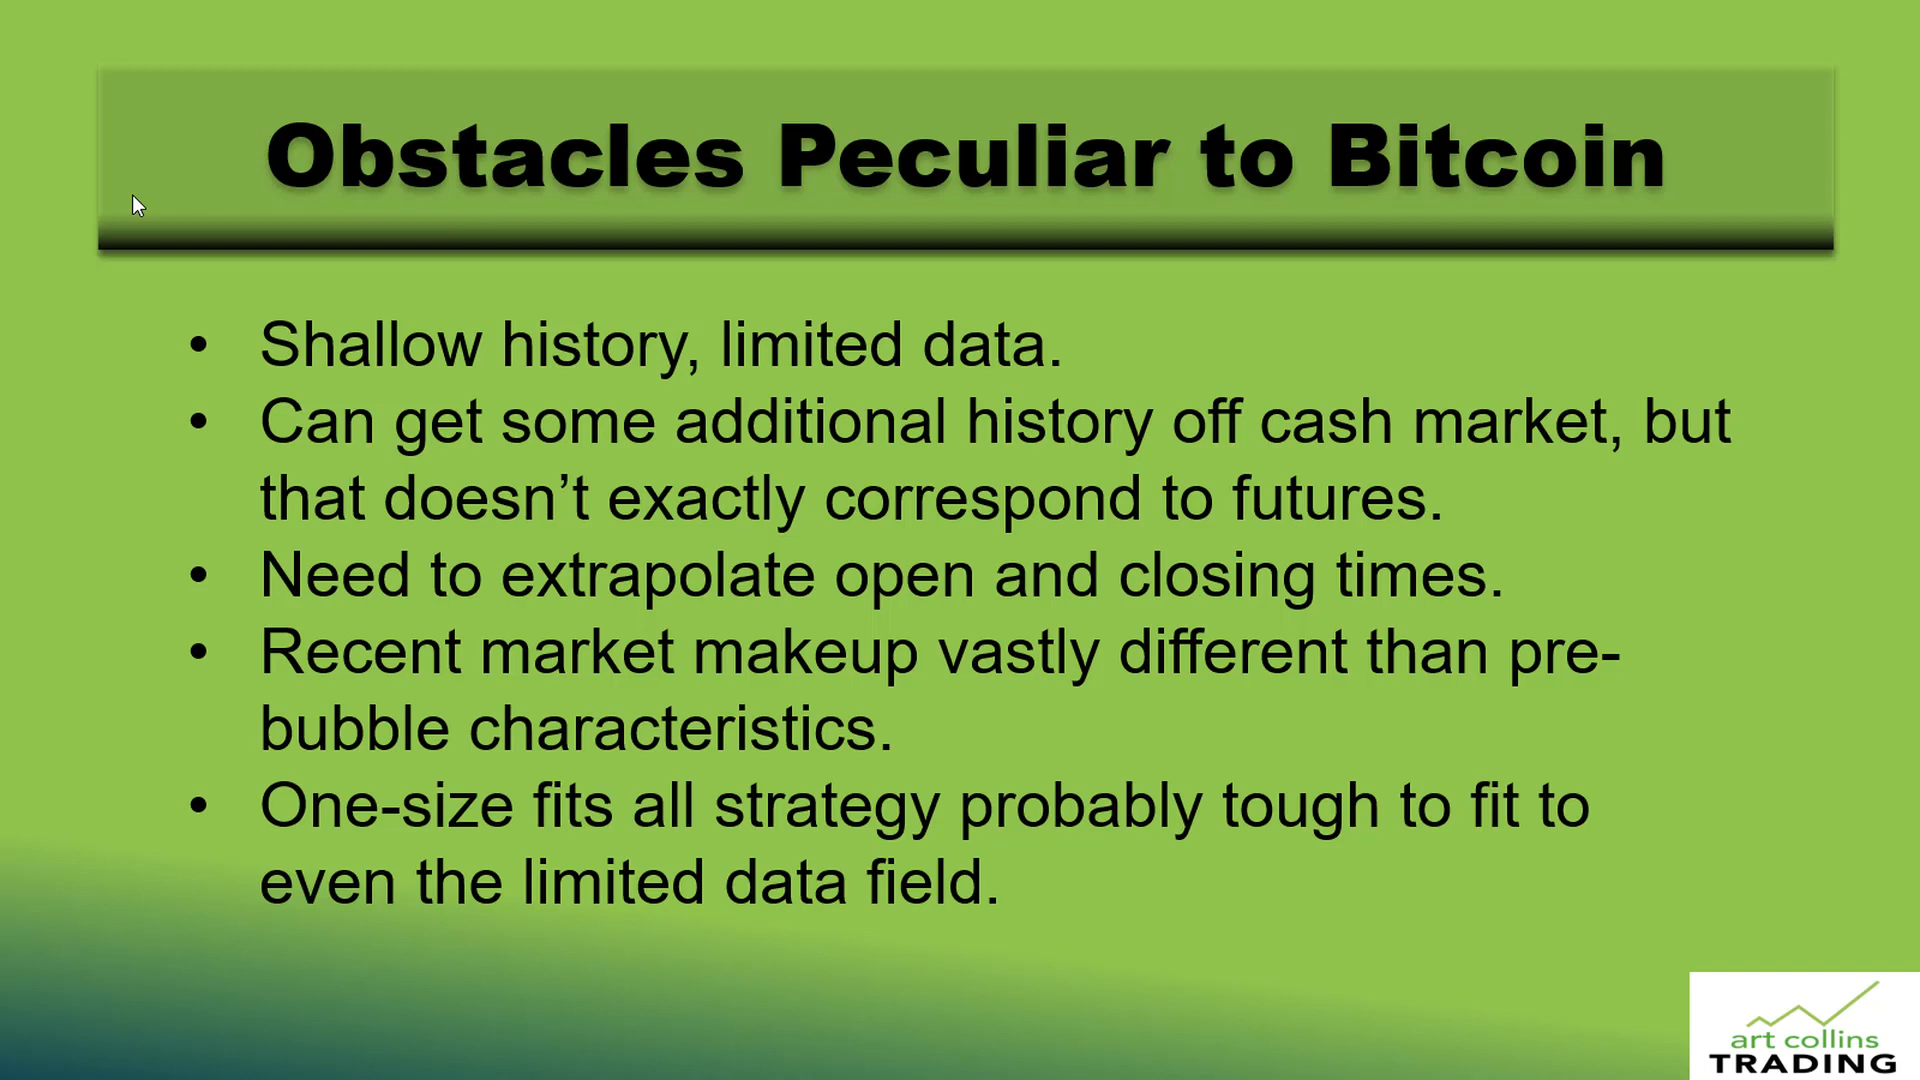 Obstacles Peculiar to Bitcoin
• Shallow history, limited data.
• Can get some additional history off cash market, but
that doesn’t exactly correspond to futures.
• Need to extrapolate open and closing times.
• Recent market makeup vastly different than pre-
bubble characteristics.
• One-size fits all strategy probably tough to fit to
even the limited data field.
art collins
TRADING